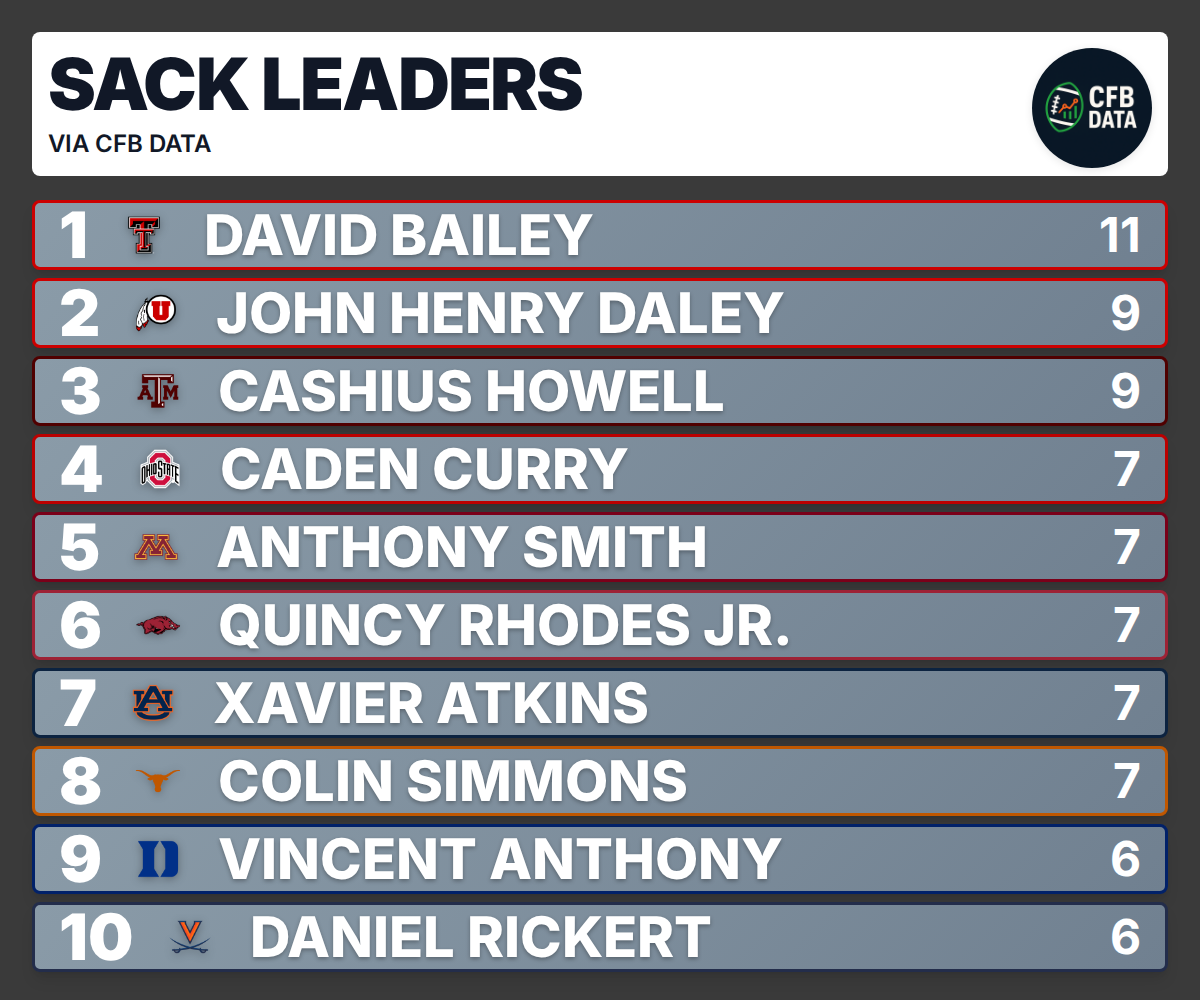 SACK LEADERS
VIA CFB DATA
CFB
DATA
1 DAVID BAILEY 11
2 U JOHN HENRY DALEY 9
3 ATM CASHIUS HOWELL 9
4 OHIO STATE CADEN CURRY 7
5 M ANTHONY SMITH 7
6 QUINCY RHODES JR. 7
7 AU XAVIER ATKINS 7
8 COLIN SIMMONS 7
9 D VINCENT ANTHONY 6
10 V DANIEL RICKERT 6